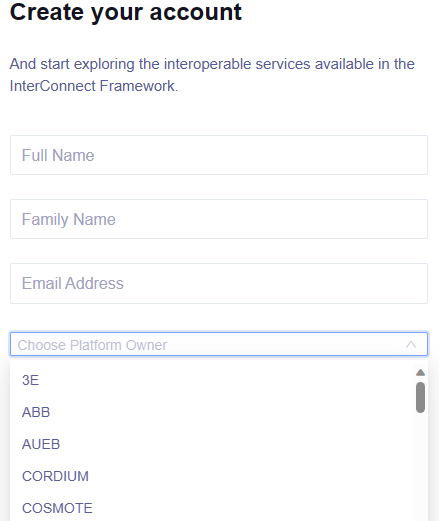 Create your account
And start exploring the interoperable services available in the
InterConnect Framework.
Full Name
Family Name
Email Address
Choose Platform Owner
3E
ABB
AUEB
CORDIUM
COSMOTE